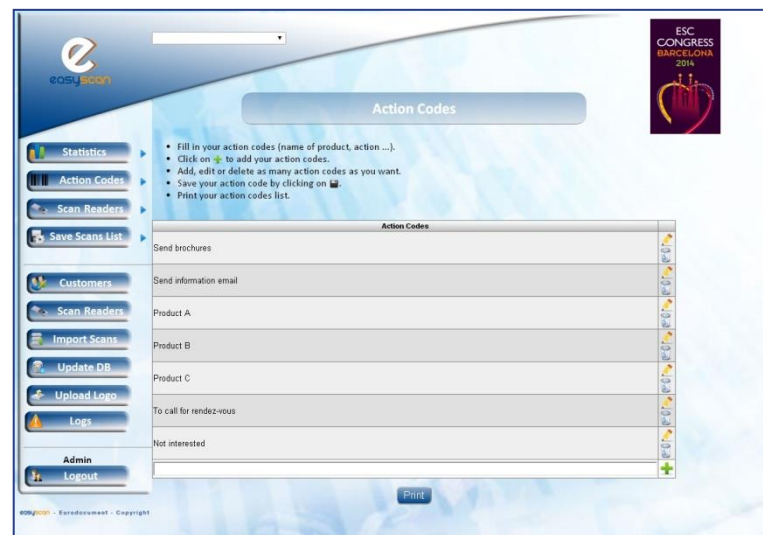 easyscan
ESC
CONGRESS
BARCELONA
2014
Action Codes
Statistics
Action Codes
Scan Readers
Save Scans List
Customers
Scan Readers
Import Scans
Update DB
Upload Logo
Logs
Admin
Logout
• Fill in your action codes (name of product, action ...).
• Click on to add your action codes.
• Add, edit or delete as many action codes as you want.
• Save your action code by clicking on .
• Print your action codes list.
Action Codes
Send brochures
Send information email
Product A
Product B
Product C
To call for rendez-vous
Not interested
Print
easyscan - Eurodocument - Copyright